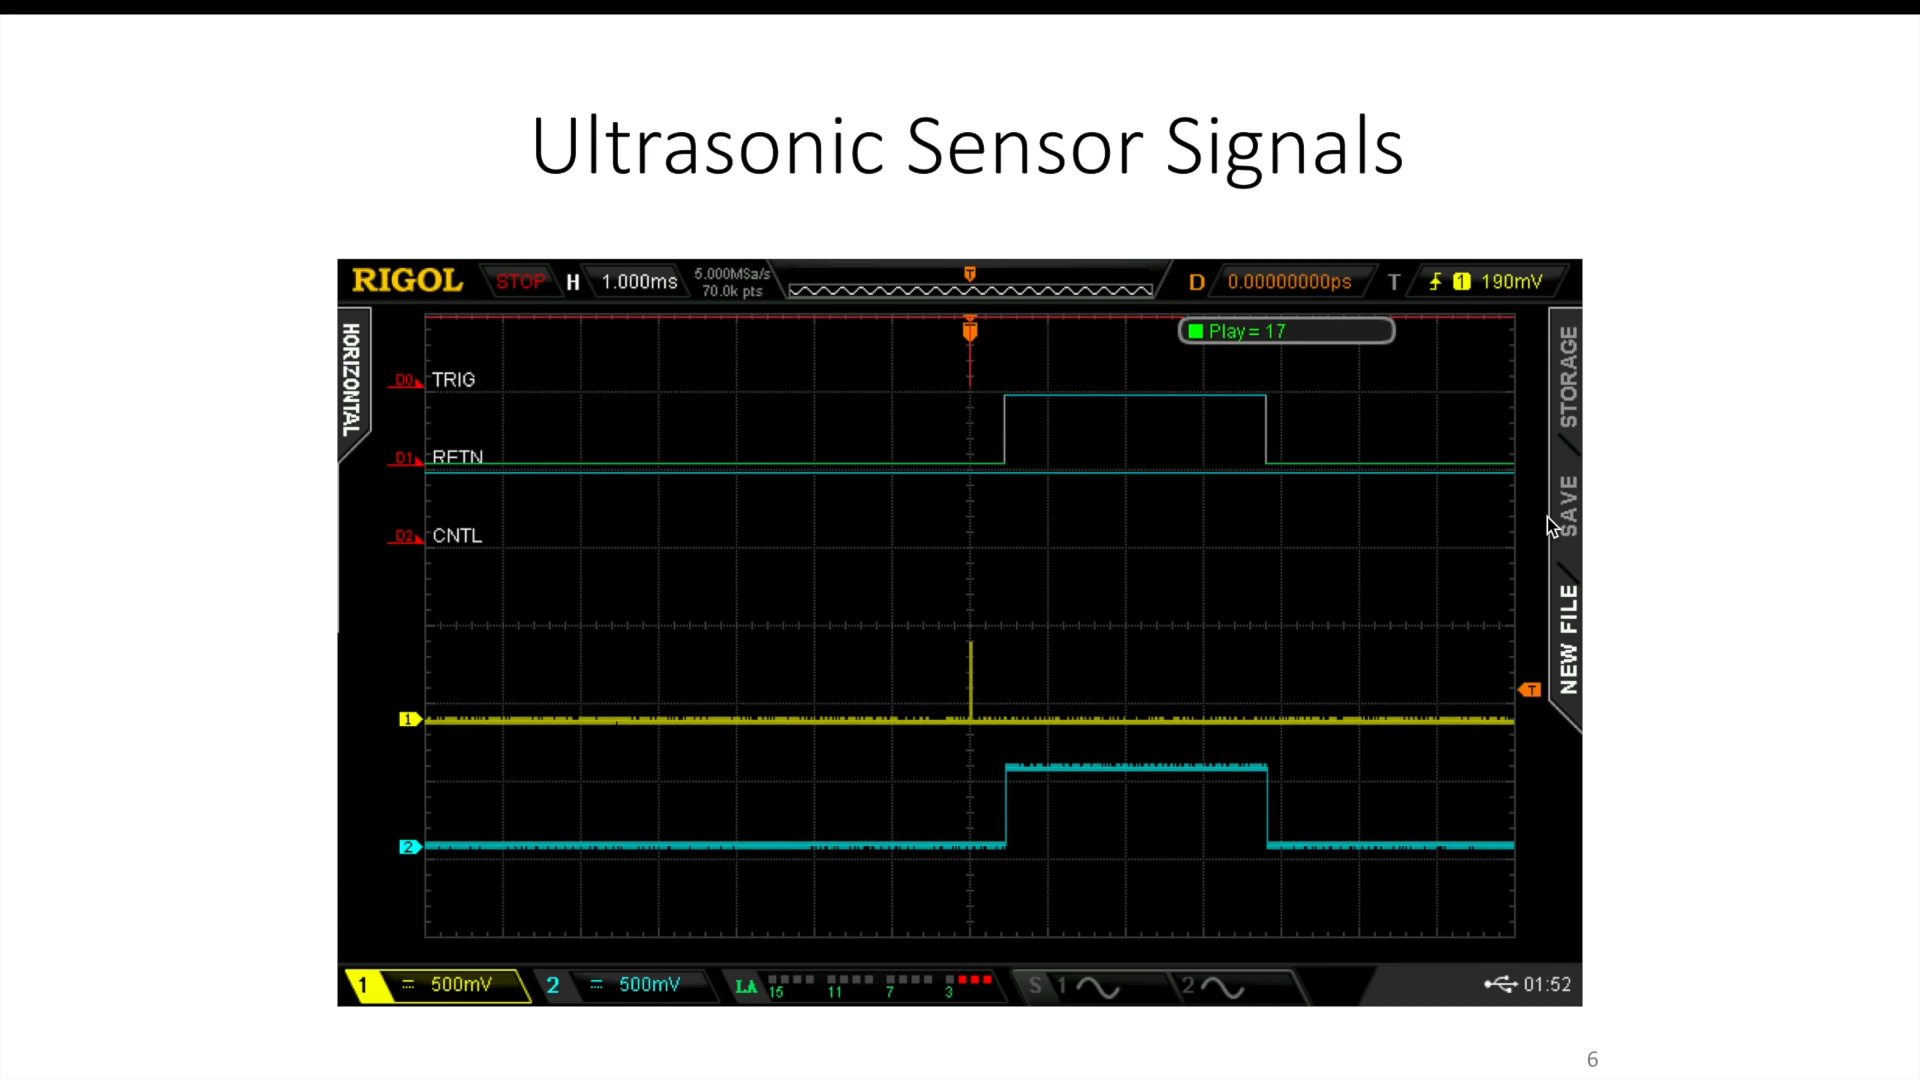 Ultrasonic Sensor Signals
RIGOL STOP H 1.000ms 5.000MSa/s 70.0k pts T D 0.00000000ps T 1 190mV
HORIZONTAL
T
Play= 17
STORAGE
D0 TRIG
D1 RETN
SAVE
D2 CNTL
NEW FILE
T
1
2
1 = 500mV 2 = 500mV LA 15 11 7 3 S 1 2 01:52
6